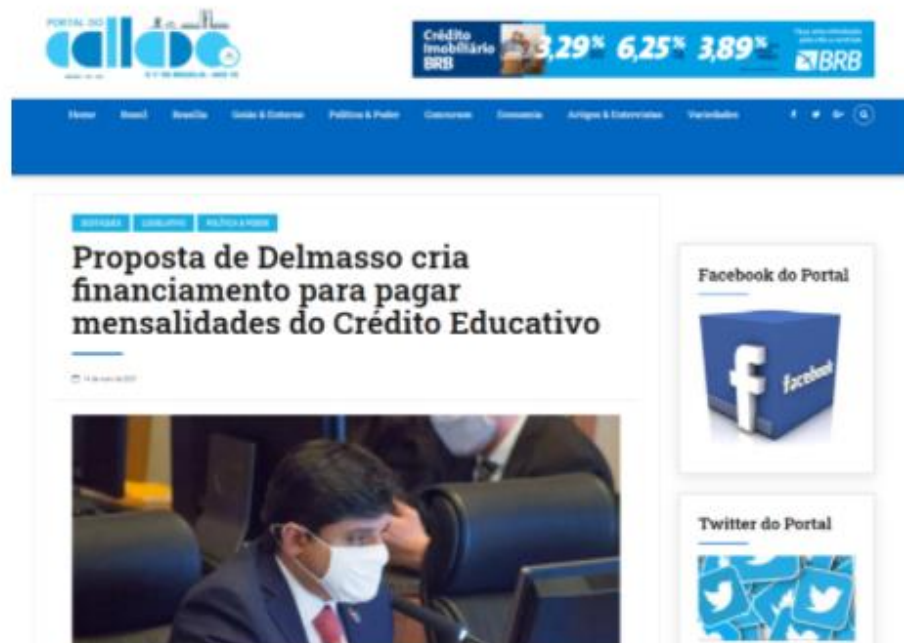 PORTAL DO
Crédito
Imobiliário
BRB
3,29% 6,25% 3,89%
BRB
Home Brasil Brasília Goiás & Entorno Política & Poder Concursos Economia Artigos & Entrevistas Variedades
DESTAQUES LEGISLATIVO POLÍTICA & PODER
Proposta de Delmasso cria
financiamento para pagar
mensalidades do Crédito Educativo
Facebook do Portal
facebook
Twitter do Portal